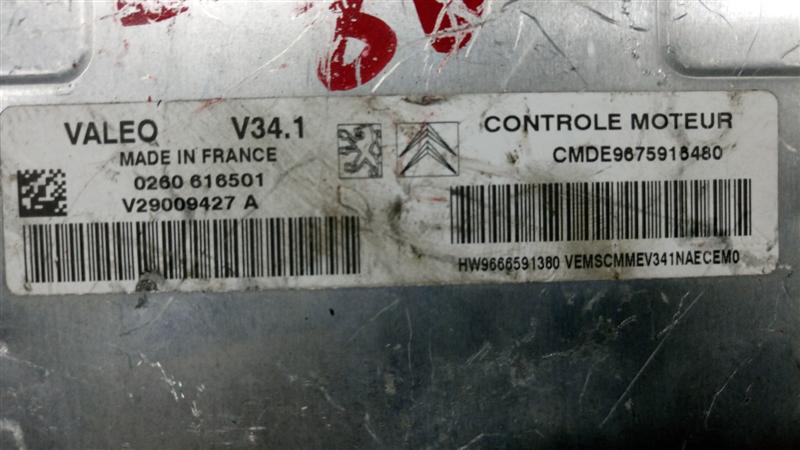 VALEO V34.1
MADE IN FRANCE
0260 616501
V29009427 A
CONTROLE MOTEUR
CMDE9675916480
HW9666591380 VEMSCMMEV341NAECEM0